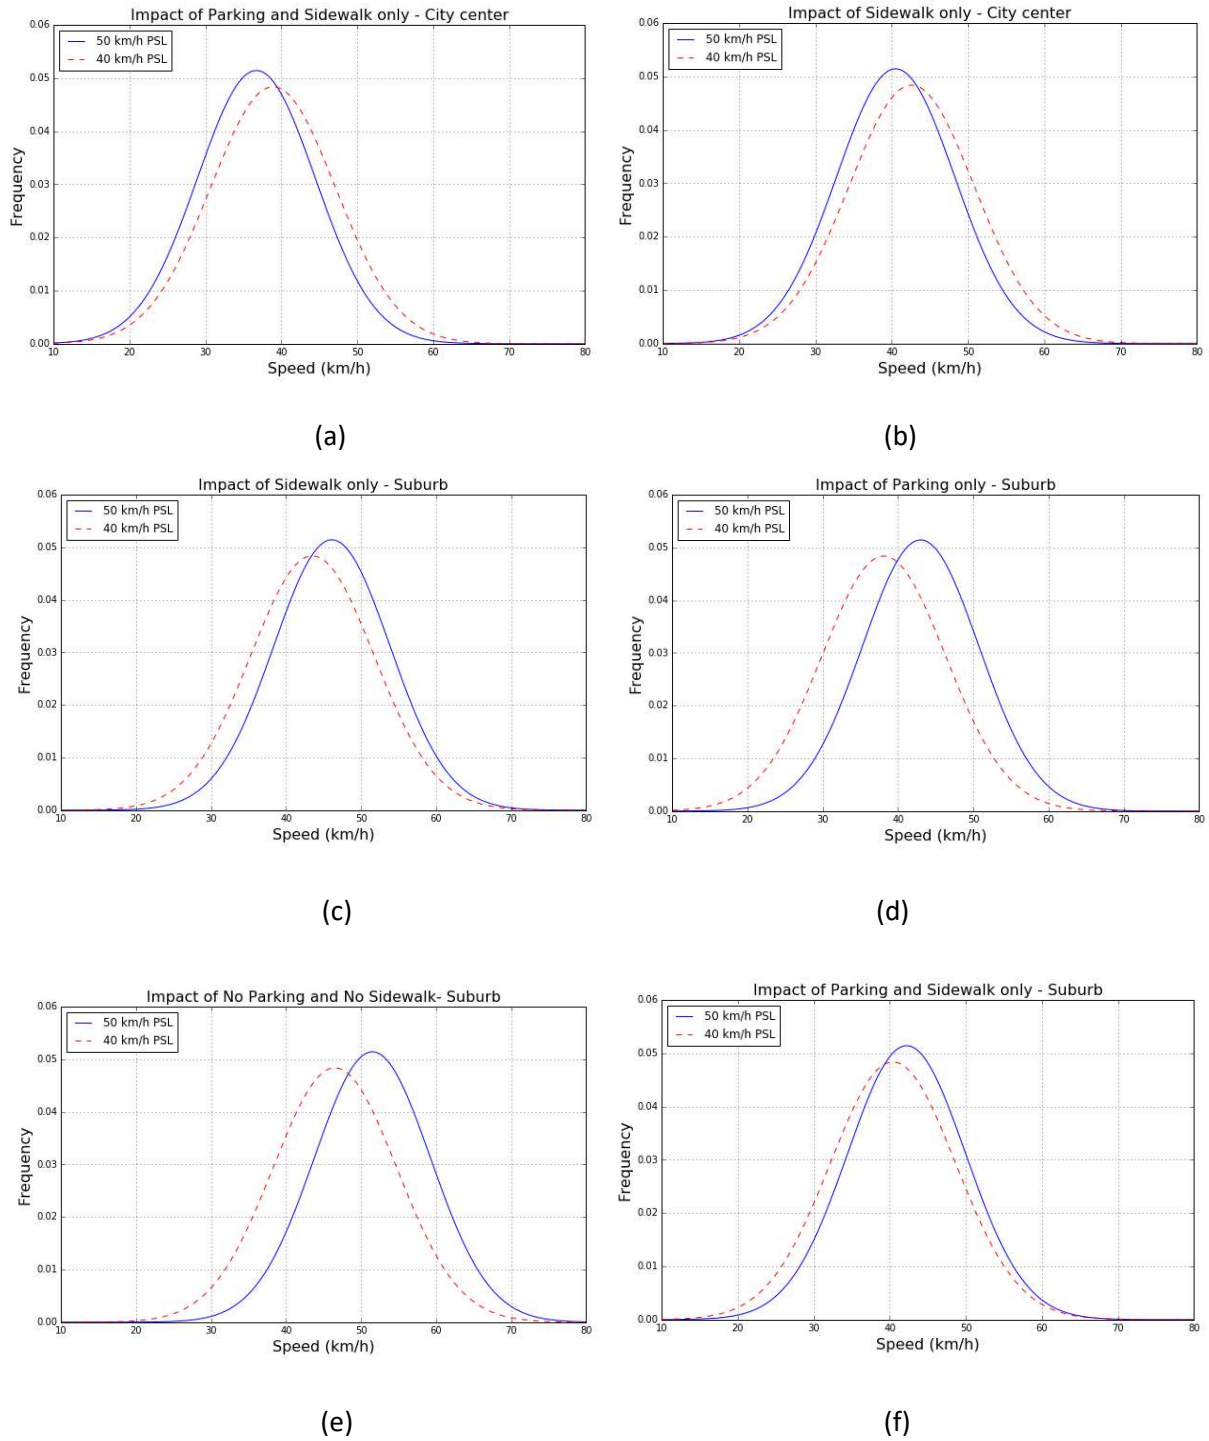 Impact of Parking and Sidewalk only - City center
50 km/h PSL
40 km/h PSL
Frequency
0.06
0.05
0.04
0.03
0.02
0.01
0.00
10 20 30 40 50 60 70 80
Speed (km/h)
(a)
Impact of Sidewalk only - City center
50 km/h PSL
40 km/h PSL
Frequency
0.06
0.05
0.04
0.03
0.02
0.01
0.00
10 20 30 40 50 60 70 80
Speed (km/h)
(b)
Impact of Sidewalk only - Suburb
50 km/h PSL
40 km/h PSL
Frequency
0.06
0.05
0.04
0.03
0.02
0.01
0.00
10 20 30 40 50 60 70 80
Speed (km/h)
(c)
Impact of Parking only - Suburb
50 km/h PSL
40 km/h PSL
Frequency
0.06
0.05
0.04
0.03
0.02
0.01
0.00
10 20 30 40 50 60 70 80
Speed (km/h)
(d)
Impact of No Parking and No Sidewalk- Suburb
50 km/h PSL
40 km/h PSL
Frequency
0.06
0.05
0.04
0.03
0.02
0.01
0.00
10 20 30 40 50 60 70 80
Speed (km/h)
(e)
Impact of Parking and Sidewalk only - Suburb
50 km/h PSL
40 km/h PSL
Frequency
0.06
0.05
0.04
0.03
0.02
0.01
0.00
10 20 30 40 50 60 70 80
Speed (km/h)
(f)